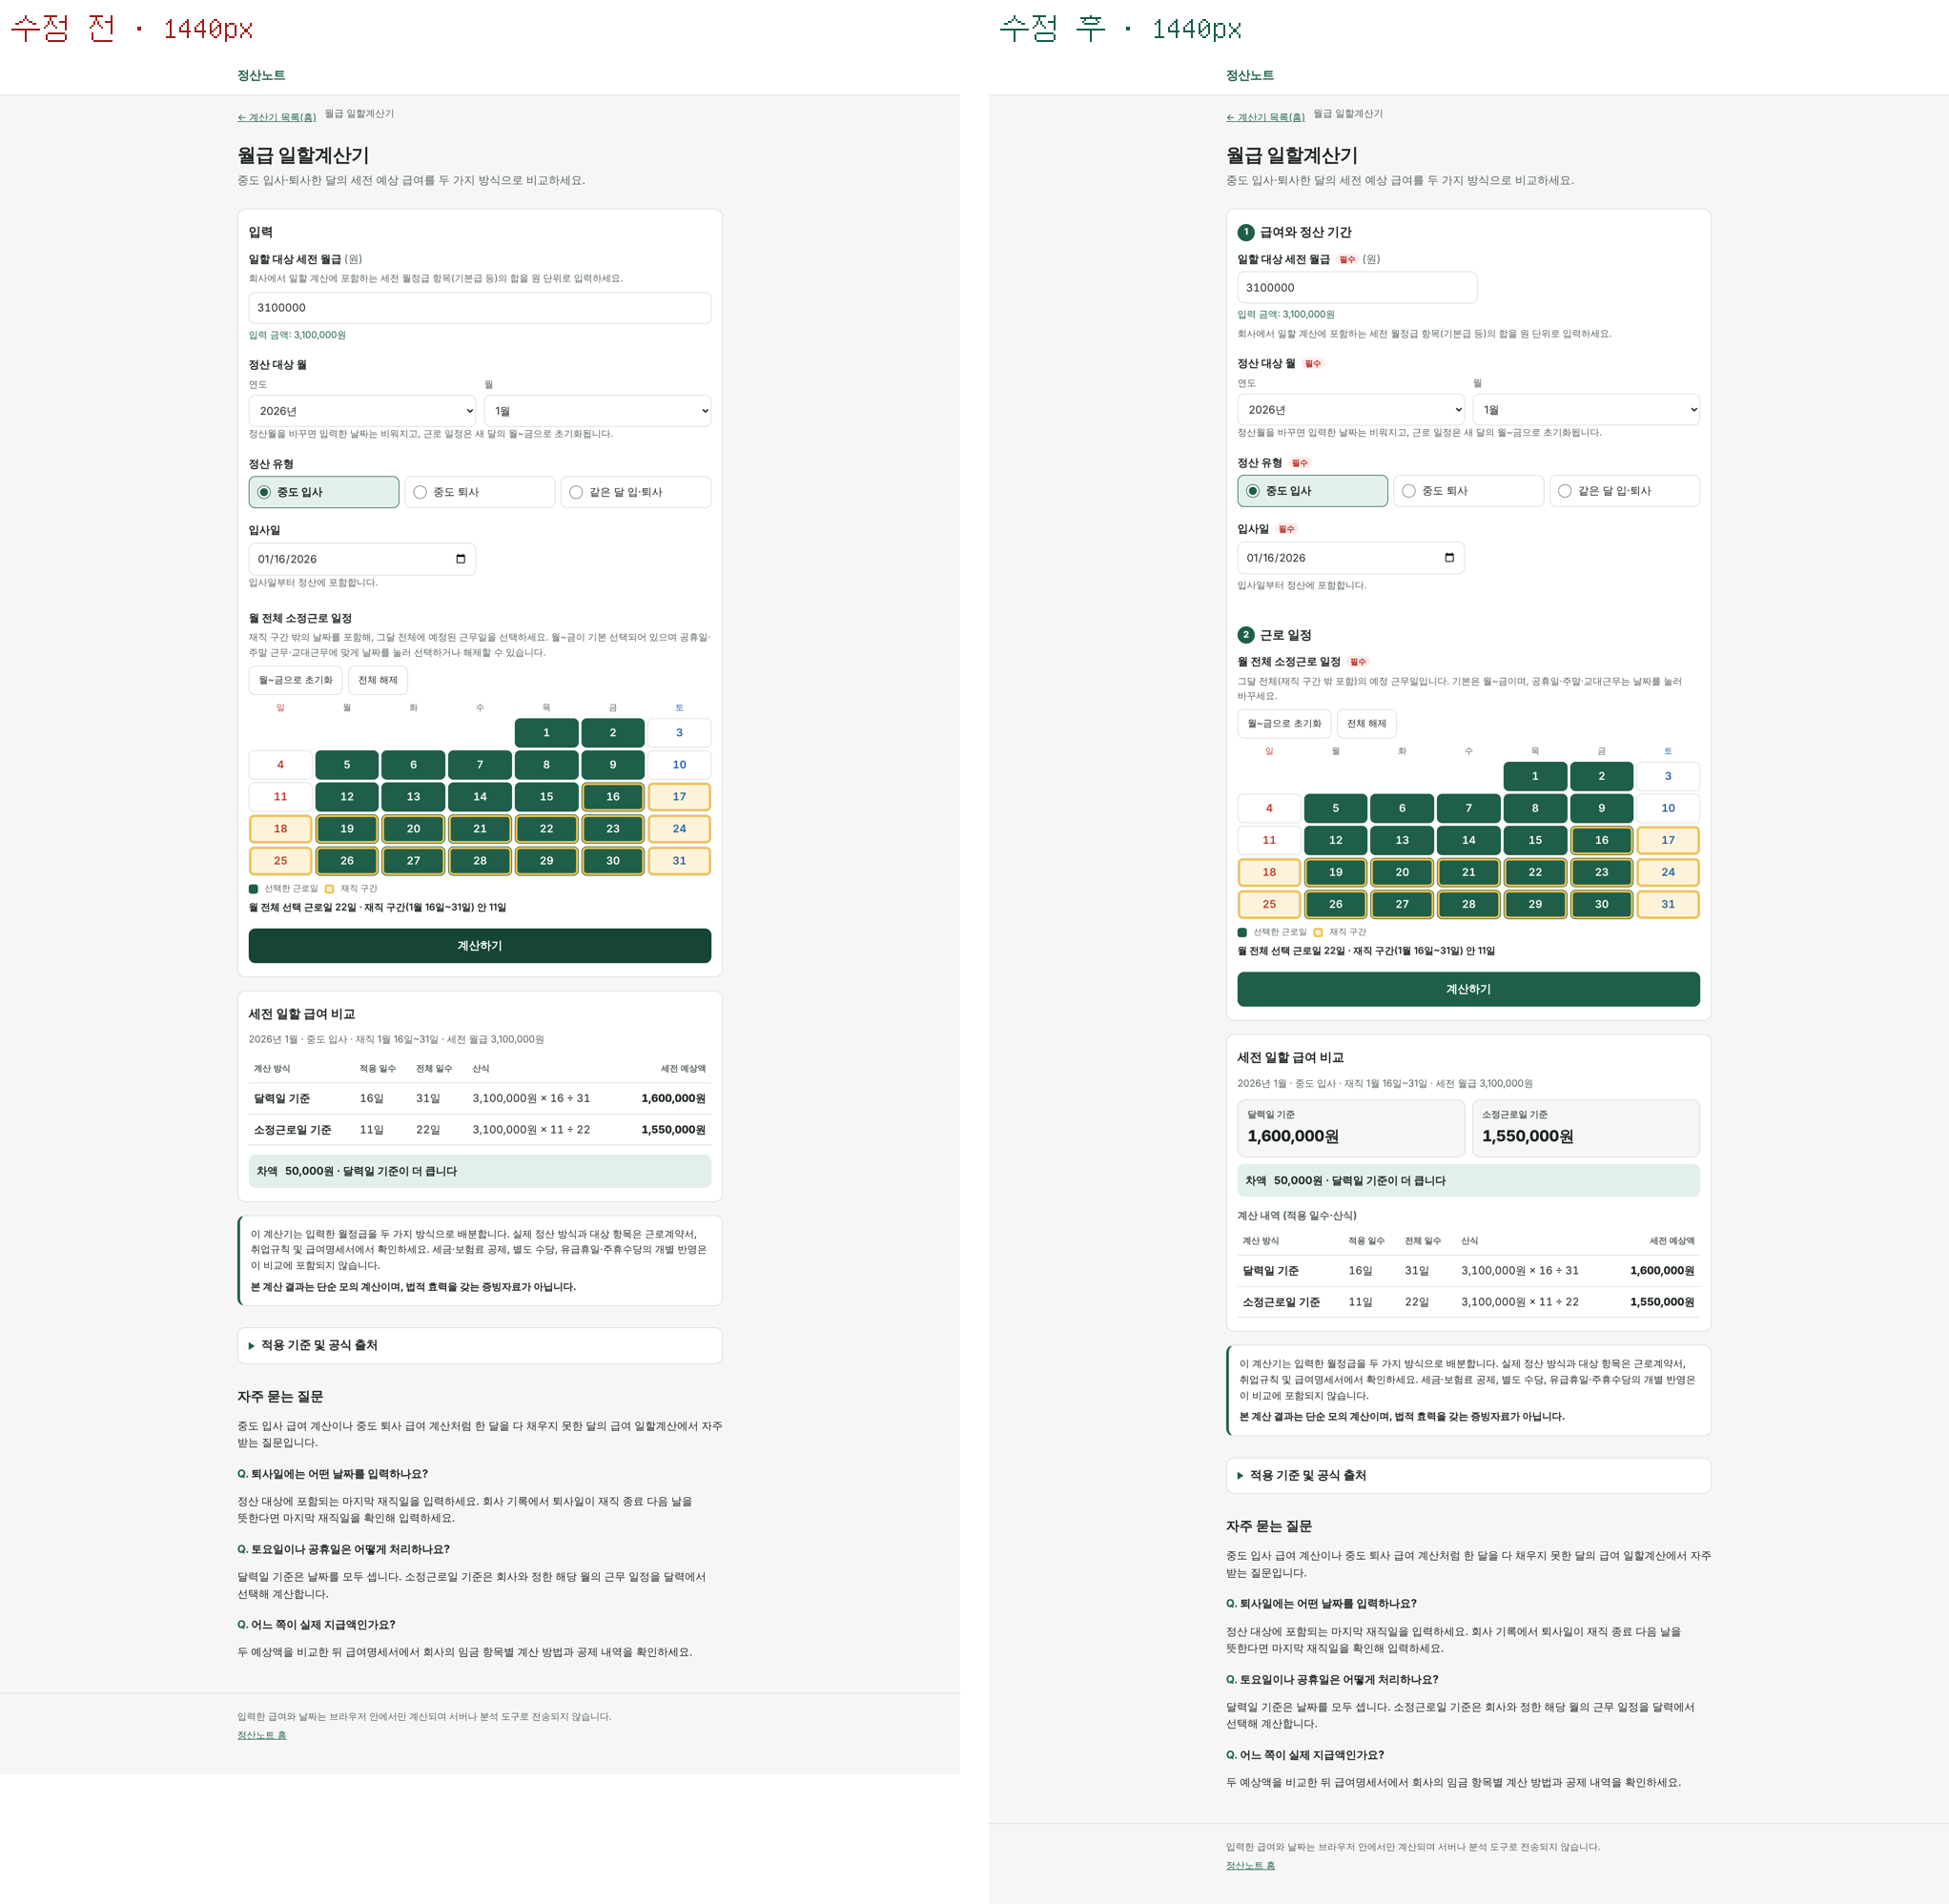 수정 전 · 1440px
정산노트
← 계산기 목록(홈) 월급 일할계산기
월급 일할계산기
중도 입사·퇴사한 달의 세전 예상 급여를 두 가지 방식으로 비교하세요.
입력
일할 대상 세전 월급 (원)
회사에서 일할 계산에 포함하는 세전 월정급 항목(기본급 등)의 합을 원 단위로 입력하세요.
3100000
입력 금액: 3,100,000원
정산 대상 월
연도 월
2026년 1월
정산월을 바꾸면 입력한 날짜는 비워지고, 근로 일정은 새 달의 월~금으로 초기화됩니다.
정산 유형
중도 입사 중도 퇴사 같은 달 입·퇴사
입사일
01/16/2026
입사일부터 정산에 포함합니다.
월 전체 소정근로 일정
재직 구간 밖의 날짜를 포함해, 그달 전체에 예정된 근무일을 선택하세요. 월~금이 기본 선택되어 있으며 공휴일·
주말 근무·교대근무에 맞게 날짜를 눌러 선택하거나 해제할 수 있습니다.
월~금으로 초기화 전체 해제
일 월 화 수 목 금 토
1 2 3
4 5 6 7 8 9 10
11 12 13 14 15 16 17
18 19 20 21 22 23 24
25 26 27 28 29 30 31
선택한 근로일 재직 구간
월 전체 선택 근로일 22일 · 재직 구간(1월 16일~31일) 안 11일
계산하기
세전 일할 급여 비교
2026년 1월 · 중도 입사 · 재직 1월 16일~31일 · 세전 월급 3,100,000원
계산 방식 적용 일수 전체 일수 산식 세전 예상액
달력일 기준 16일 31일 3,100,000원 × 16 ÷ 31 1,600,000원
소정근로일 기준 11일 22일 3,100,000원 × 11 ÷ 22 1,550,000원
차액 50,000원 · 달력일 기준이 더 큽니다
이 계산기는 입력한 월정급을 두 가지 방식으로 배분합니다. 실제 정산 방식과 대상 항목은 근로계약서,
취업규칙 및 급여명세서에서 확인하세요. 세금·보험료 공제, 별도 수당, 유급휴일·주휴수당의 개별 반영은
이 비교에 포함되지 않습니다.
본 계산 결과는 단순 모의 계산이며, 법적 효력을 갖는 증빙자료가 아닙니다.
적용 기준 및 공식 출처
자주 묻는 질문
중도 입사 급여 계산이나 중도 퇴사 급여 계산처럼 한 달을 다 채우지 못한 달의 급여 일할계산에서 자주
받는 질문입니다.
Q. 퇴사일에는 어떤 날짜를 입력하나요?
정산 대상에 포함되는 마지막 재직일을 입력하세요. 회사 기록에서 퇴사일이 재직 종료 다음 날을
뜻한다면 마지막 재직일을 확인해 입력하세요.
Q. 토요일이나 공휴일은 어떻게 처리하나요?
달력일 기준은 날짜를 모두 셉니다. 소정근로일 기준은 회사와 정한 해당 월의 근무 일정을 달력에서
선택해 계산합니다.
Q. 어느 쪽이 실제 지급액인가요?
두 예상액을 비교한 뒤 급여명세서에서 회사의 임금 항목별 계산 방법과 공제 내역을 확인하세요.
입력한 급여와 날짜는 브라우저 안에서만 계산되며 서버나 분석 도구로 전송되지 않습니다.
정산노트 홈
수정 후 · 1440px
정산노트
← 계산기 목록(홈) 월급 일할계산기
월급 일할계산기
중도 입사·퇴사한 달의 세전 예상 급여를 두 가지 방식으로 비교하세요.
1 급여와 정산 기간
일할 대상 세전 월급 필수 (원)
3100000
입력 금액: 3,100,000원
회사에서 일할 계산에 포함하는 세전 월정급 항목(기본급 등)의 합을 원 단위로 입력하세요.
정산 대상 월 필수
연도 월
2026년 1월
정산월을 바꾸면 입력한 날짜는 비워지고, 근로 일정은 새 달의 월~금으로 초기화됩니다.
정산 유형 필수
중도 입사 중도 퇴사 같은 달 입·퇴사
입사일 필수
01/16/2026
입사일부터 정산에 포함합니다.
2 근로 일정
월 전체 소정근로 일정 필수
그달 전체(재직 구간 밖 포함)의 예정 근무일입니다. 기본은 월~금이며, 공휴일·주말·교대근무는 날짜를 눌러
바꾸세요.
월~금으로 초기화 전체 해제
일 월 화 수 목 금 토
1 2 3
4 5 6 7 8 9 10
11 12 13 14 15 16 17
18 19 20 21 22 23 24
25 26 27 28 29 30 31
선택한 근로일 재직 구간
월 전체 선택 근로일 22일 · 재직 구간(1월 16일~31일) 안 11일
계산하기
세전 일할 급여 비교
2026년 1월 · 중도 입사 · 재직 1월 16일~31일 · 세전 월급 3,100,000원
달력일 기준 소정근로일 기준
1,600,000원 1,550,000원
차액 50,000원 · 달력일 기준이 더 큽니다
계산 내역 (적용 일수·산식)
계산 방식 적용 일수 전체 일수 산식 세전 예상액
달력일 기준 16일 31일 3,100,000원 × 16 ÷ 31 1,600,000원
소정근로일 기준 11일 22일 3,100,000원 × 11 ÷ 22 1,550,000원
이 계산기는 입력한 월정급을 두 가지 방식으로 배분합니다. 실제 정산 방식과 대상 항목은 근로계약서,
취업규칙 및 급여명세서에서 확인하세요. 세금·보험료 공제, 별도 수당, 유급휴일·주휴수당의 개별 반영은
이 비교에 포함되지 않습니다.
본 계산 결과는 단순 모의 계산이며, 법적 효력을 갖는 증빙자료가 아닙니다.
적용 기준 및 공식 출처
자주 묻는 질문
중도 입사 급여 계산이나 중도 퇴사 급여 계산처럼 한 달을 다 채우지 못한 달의 급여 일할계산에서 자주
받는 질문입니다.
Q. 퇴사일에는 어떤 날짜를 입력하나요?
정산 대상에 포함되는 마지막 재직일을 입력하세요. 회사 기록에서 퇴사일이 재직 종료 다음 날을
뜻한다면 마지막 재직일을 확인해 입력하세요.
Q. 토요일이나 공휴일은 어떻게 처리하나요?
달력일 기준은 날짜를 모두 셉니다. 소정근로일 기준은 회사와 정한 해당 월의 근무 일정을 달력에서
선택해 계산합니다.
Q. 어느 쪽이 실제 지급액인가요?
두 예상액을 비교한 뒤 급여명세서에서 회사의 임금 항목별 계산 방법과 공제 내역을 확인하세요.
입력한 급여와 날짜는 브라우저 안에서만 계산되며 서버나 분석 도구로 전송되지 않습니다.
정산노트 홈